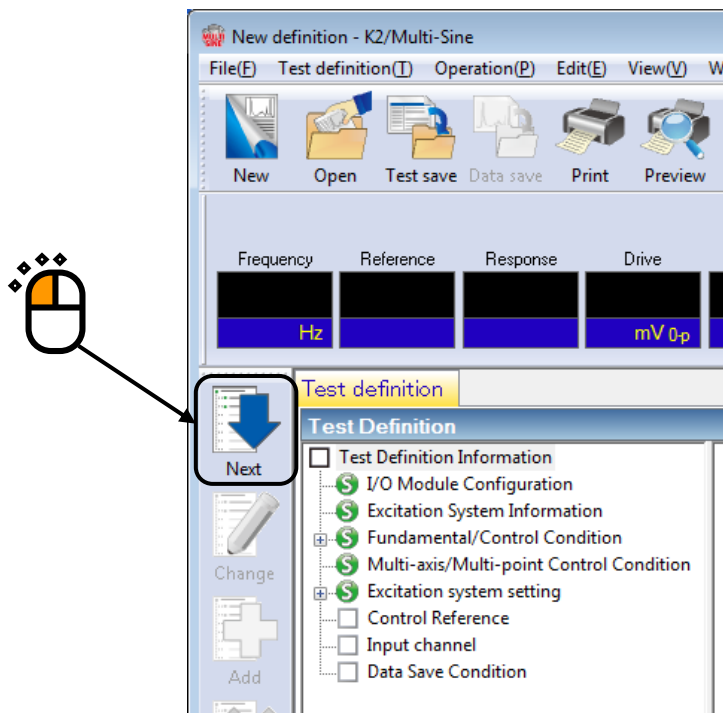 New definition - K2/Multi-Sine
File(F) Test definition(T) Operation(P) Edit(E) View(V) W
New Open Test save Data save Print Preview
Frequency Reference Response Drive
Hz mV 0-p
Test definition
Test Definition
Next
Test Definition Information
I/O Module Configuration
Excitation System Information
Fundamental/Control Condition
Multi-axis/Multi-point Control Condition
Excitation system setting
Control Reference
Input channel
Data Save Condition
Change
Add